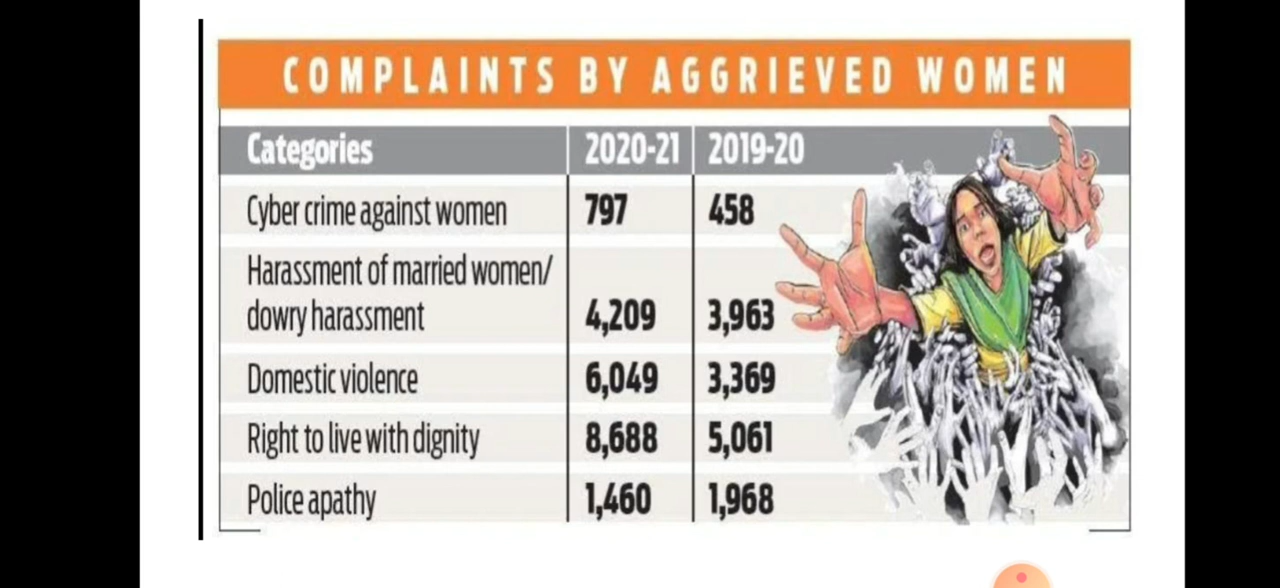 COMPLAINTS BY AGGRIEVED WOMEN
Categories 2020-21 2019-20
Cyber crime against women 797 458
Harassment of married women/
dowry harassment 4,209 3,963
Domestic violence 6,049 3,369
Right to live with dignity 8,688 5,061
Police apathy 1,460 1,968